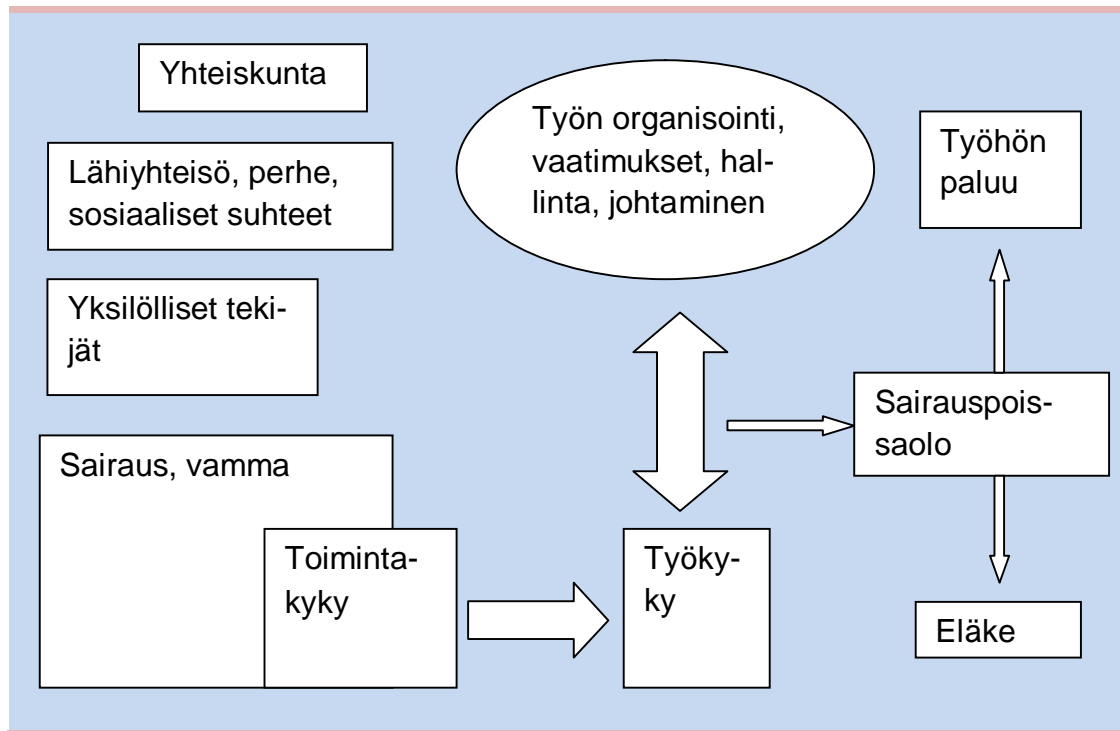 Yhteiskunta
Lähiyhteisö, perhe,
sosiaaliset suhteet
Yksilölliset teki-
jät
Sairaus, vamma
Toiminta-
kyky
Työn organisointi,
vaatimukset, hal-
linta, johtaminen
Työky-
ky
Työhön
paluu
Sairauspois-
saolo
Eläke